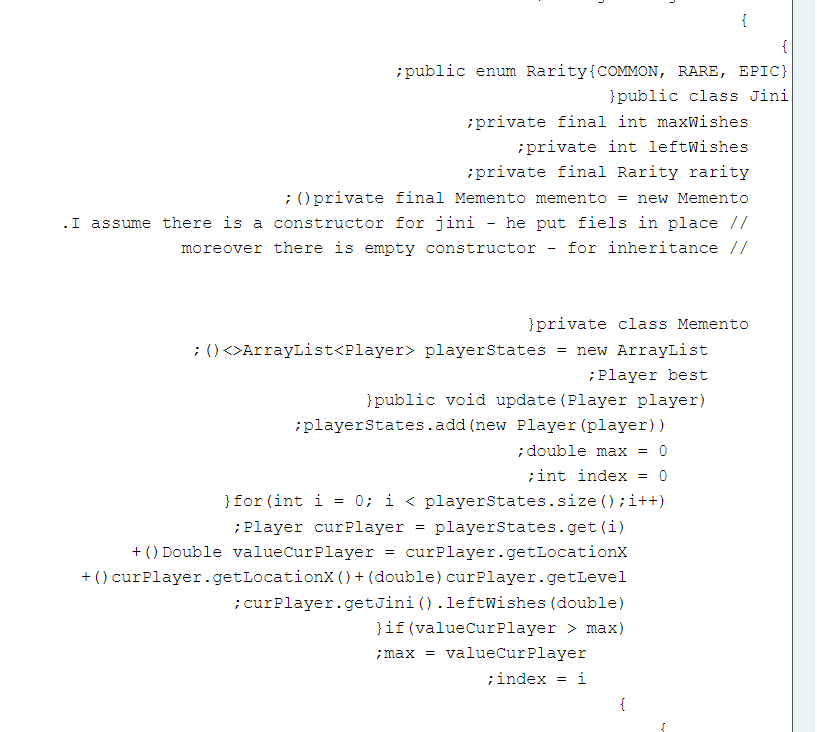 {
{
;public enum Rarity{COMMON, RARE, EPIC}
}public class Jini
;private final int maxWishes
;private int leftWishes
;private final Rarity rarity
;()private final Memento memento = new Memento
.I assume there is a constructor for jini - he put fiels in place //
moreover there is empty constructor - for inheritance //
}private class Memento
;()<>ArrayList<Player> playerStates = new ArrayList
;Player best
}public void update(Player player)
;playerStates.add(new Player(player))
;double max = 0
;int index = 0
}for(int i = 0; i < playerStates.size();i++)
;Player curPlayer = playerStates.get(i)
+()Double valueCurPlayer = curPlayer.getLocationX
+()curPlayer.getLocationX()+(double)curPlayer.getLevel
;curPlayer.getJini().leftWishes(double)
}if(valueCurPlayer > max)
;max = valueCurPlayer
;index = i
{
{